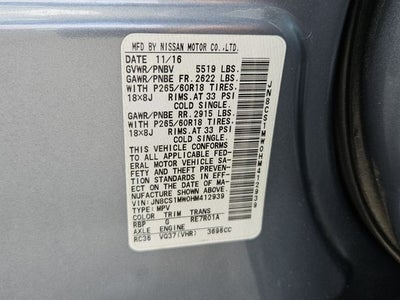 MFD. BY NISSAN MOTOR CO.,LTD.
DATE 11/16
GVWR/PNBV 5519 LBS.
GAWR/PNBE FR. 2622 LBS.
WITH P265/60R18 TIRES.
18x8J RIMS.AT 33 PSI
COLD SINGLE.
GAWR/PNBE RR. 2915 LBS.
WITH P265/60R18 TIRES.
18x8J RIMS.AT 33 PSI
COLD SINGLE.
THIS VEHICLE CONFORMS
TO ALL APPLICABLE FED-
ERAL MOTOR VEHICLE SA-
FETY AND THEFT PREVEN-
TION STANDARDS IN EFF-
ECT ON THE DATE OF MA-
NUFACTURE SHOWN ABOVE.
VIN: JN8CS1MW0HM412939
TYPE: MPV
COLOR TRIM TRANS
RBP G RE7R01A
AXLE ENGINE
RC36 VQ37(VHR) 3696CC
JN8CS1MW0HM412939